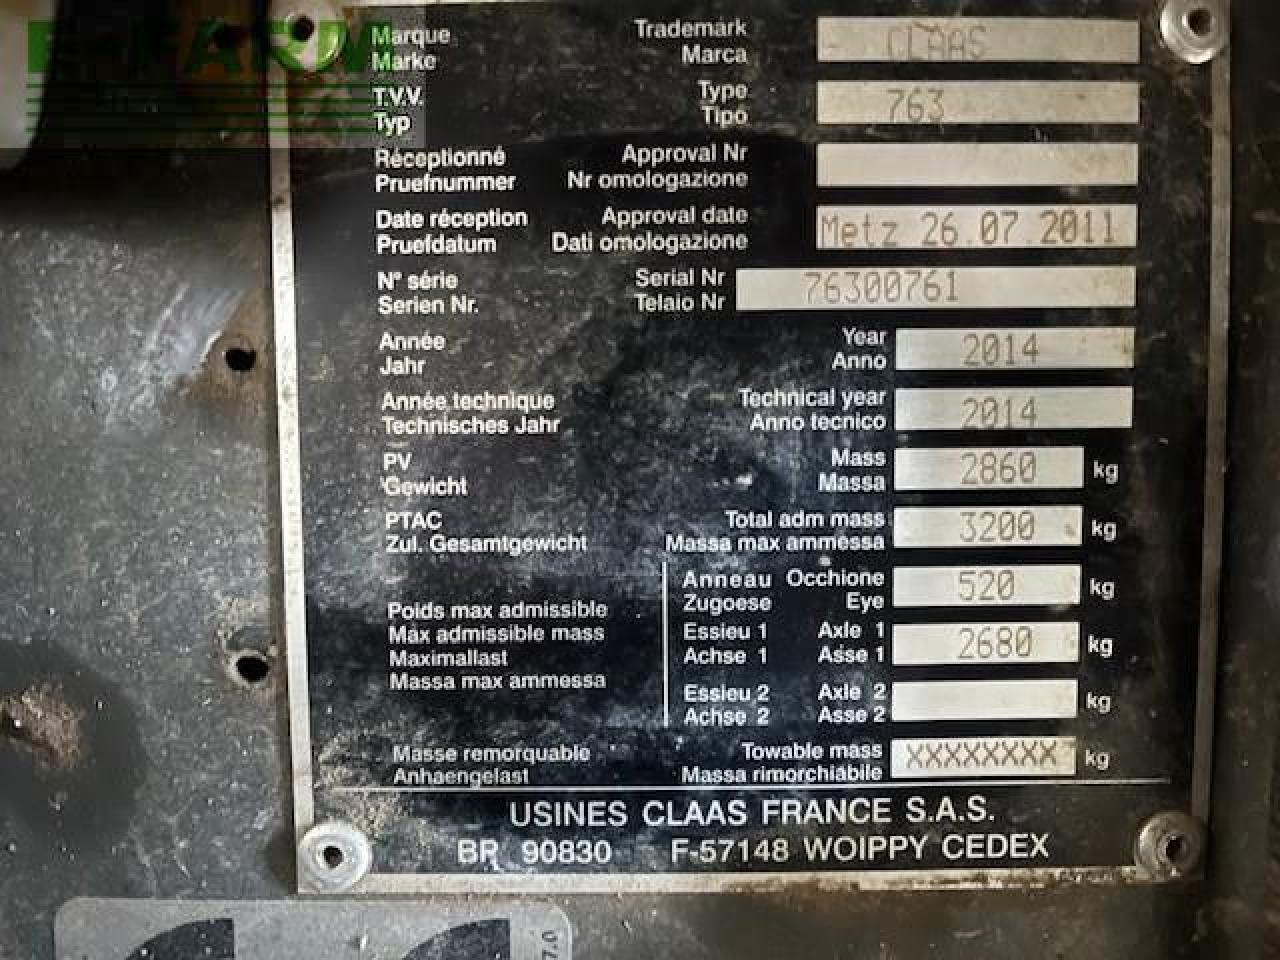 E-FARM
Marque Trademark CLAAS
Marke Marca
T.V.V. Type 763
Typ Tipo
Réceptionné Approval Nr
Pruefnummer Nr omologazione
Date réception Approval date Metz 26.07.2011
Pruefdatum Dati omologazione
N° série Serial Nr 76300761
Serien Nr. Telaio Nr
Année Year 2014
Jahr Anno
Année technique Technical year 2014
Technisches Jahr Anno tecnico
PV Mass 2860 kg
Gewicht Massa
PTAC Total adm mass 3200 kg
Zul. Gesamtgewicht Massa max ammessa
Anneau Occhione 520 kg
Zugoese Eye
Poids max admissible
Max admissible mass Essieu 1 Axle 1 2680 kg
Maximallast Achse 1 Asse 1
Massa max ammessa
Essieu 2 Axle 2 kg
Achse 2 Asse 2
Masse remorquable Towable mass XXXXXXXX kg
Anhaengelast Massa rimorchiabile
USINES CLAAS FRANCE S.A.S.
BR 90830 F-57148 WOIPPY CEDEX
7.0